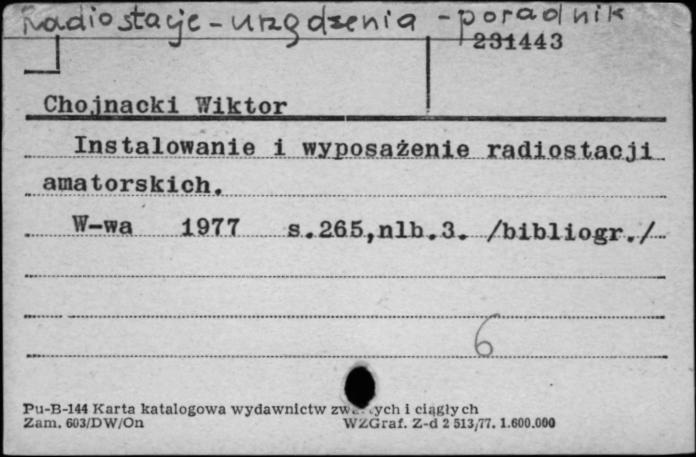 Radiostacje - urządzenia - poradnik
231443
Chojnacki Wiktor
Instalowanie i wyposażenie radiostacji
amatorskich.
W-wa 1977 s.265,nlb.3. /bibliogr./
6
Pu-B-144 Karta katalogowa wydawnictw i ciągłych
Zam. 603/DW/On WZGraf. Z-d 2 513/77. 1.600.000